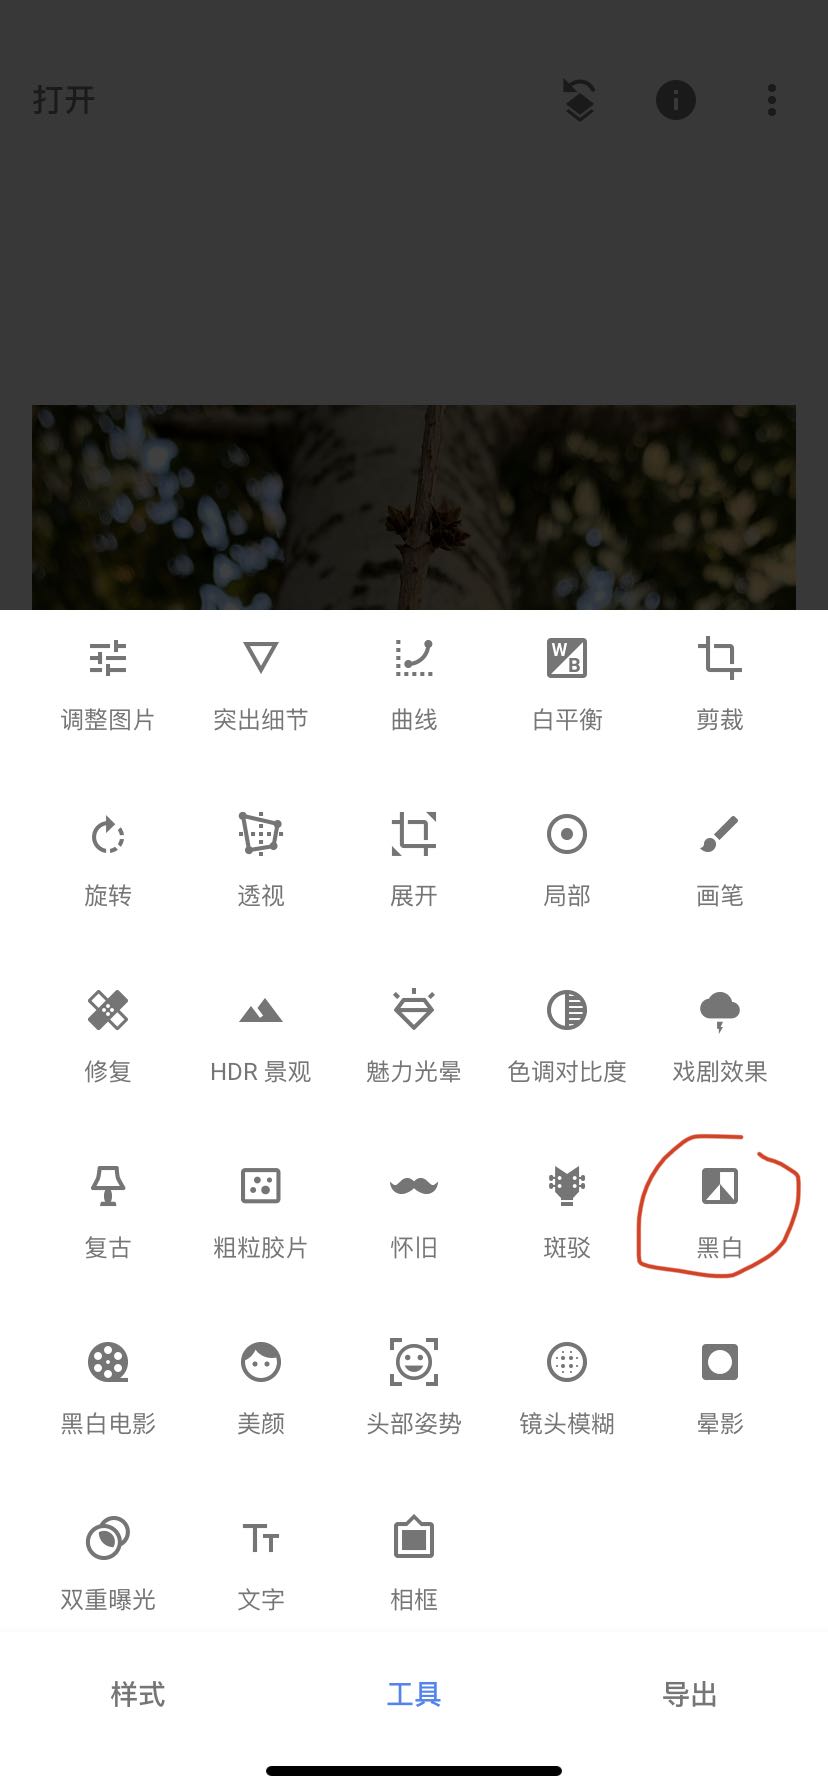 打开
调整图片 突出细节 曲线 白平衡 剪裁
旋转 透视 展开 局部 画笔
修复 HDR 景观 魅力光晕 色调对比度 戏剧效果
复古 粗粒胶片 怀旧 斑驳 黑白
黑白电影 美颜 头部姿势 镜头模糊 晕影
双重曝光 文字 相框
样式 工具 导出